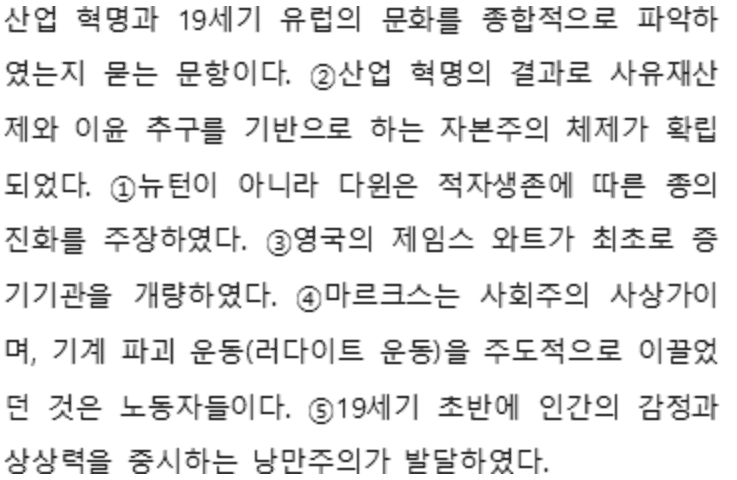 산업 혁명과 19세기 유럽의 문화를 종합적으로 파악하
였는지 묻는 문항이다. ②산업 혁명의 결과로 사유재산
제와 이윤 추구를 기반으로 하는 자본주의 체제가 확립
되었다. ①뉴턴이 아니라 다윈은 적자생존에 따른 종의
진화를 주장하였다. ③영국의 제임스 와트가 최초로 증
기기관을 개량하였다. ④마르크스는 사회주의 사상가이
며, 기계 파괴 운동(러다이트 운동)을 주도적으로 이끌었
던 것은 노동자들이다. ⑤19세기 초반에 인간의 감정과
상상력을 중시하는 낭만주의가 발달하였다.